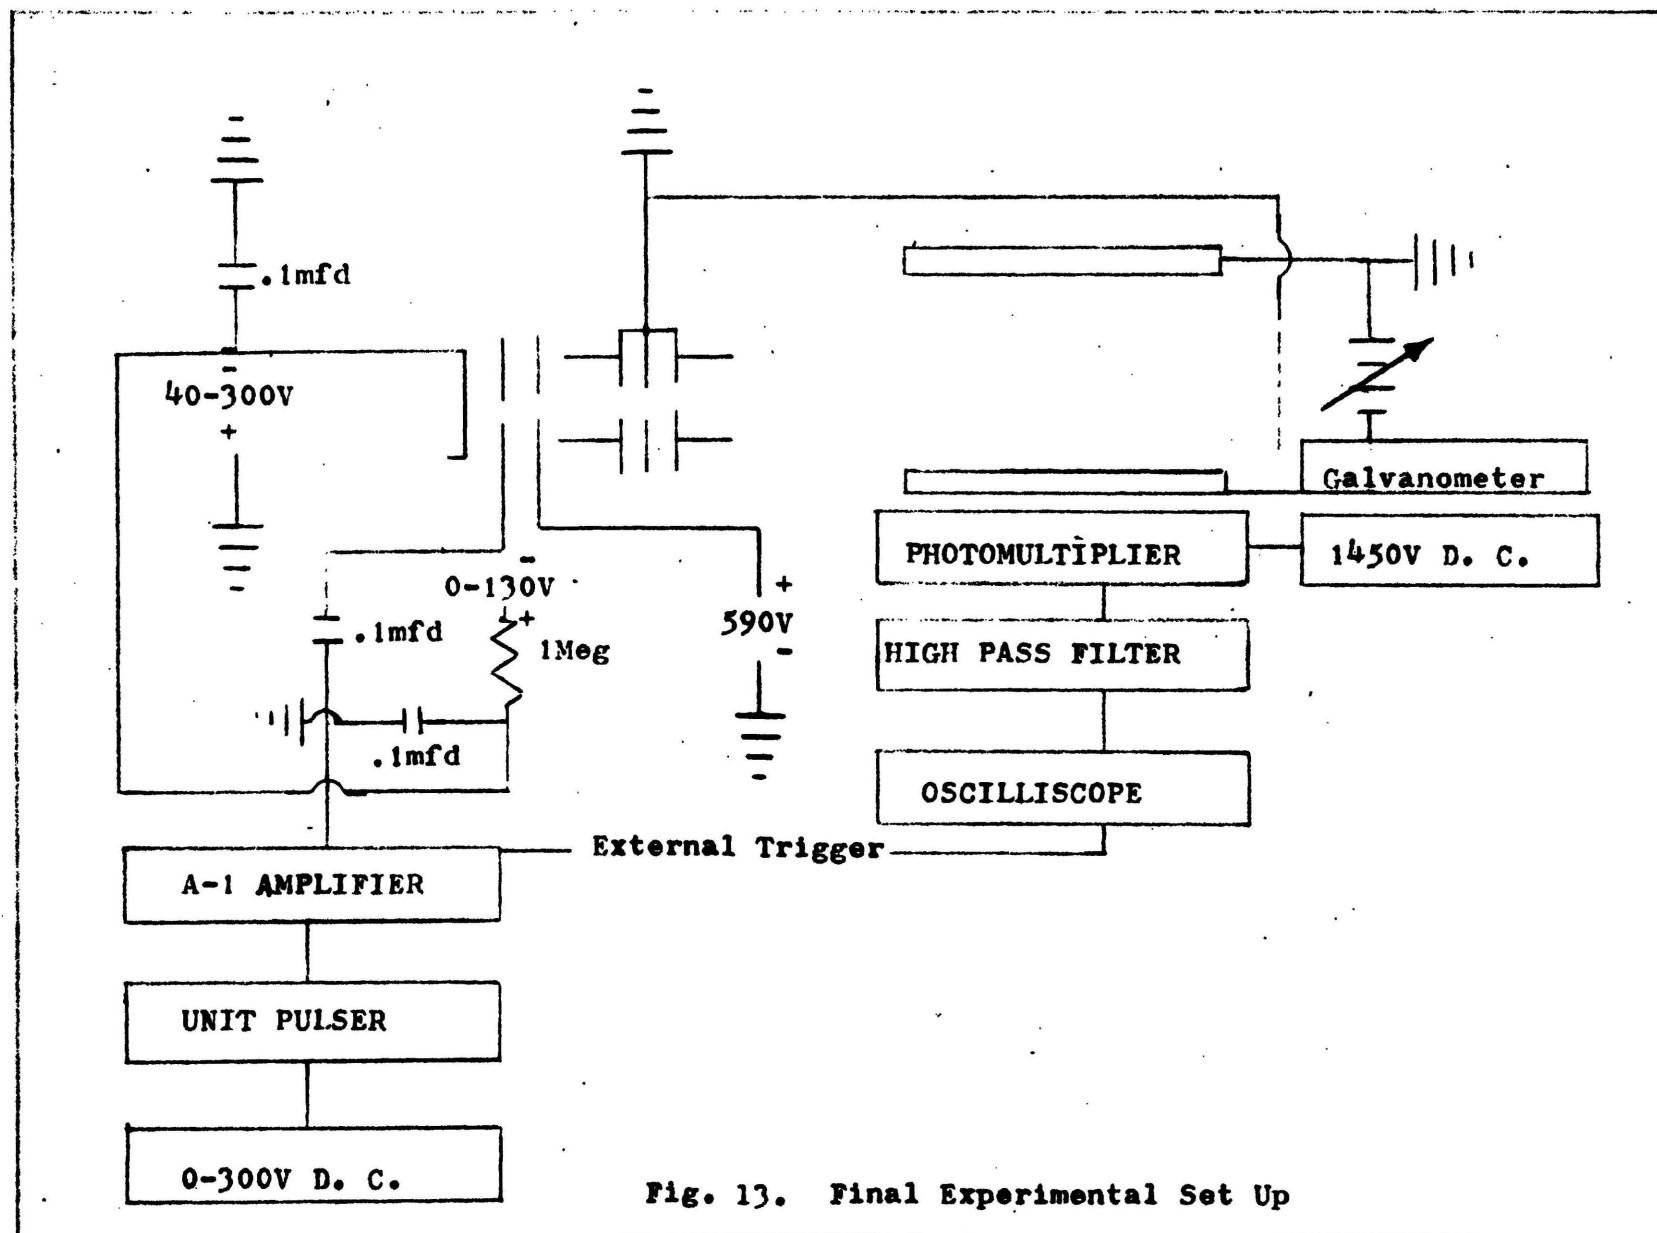 .1mfd
-
40-300V
+
-
0-130V
+
.1mfd
1Meg
.1mfd
+
590V
-
Galvanometer
PHOTOMULTIPLIER
1450V D. C.
HIGH PASS FILTER
OSCILLISCOPE
External Trigger
A-1 AMPLIFIER
UNIT PULSER
0-300V D. C.
Fig. 13. Final Experimental Set Up